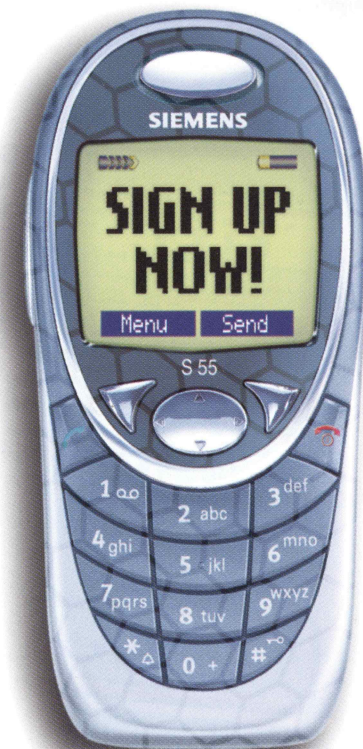 SIEMENS
SIGN UP
NOW!
Menu Send
S 55
1
2 abc
3 def
4 ghi
5 jkl
6 mno
7 pqrs
8 tuv
9 wxyz
*
0 +
#